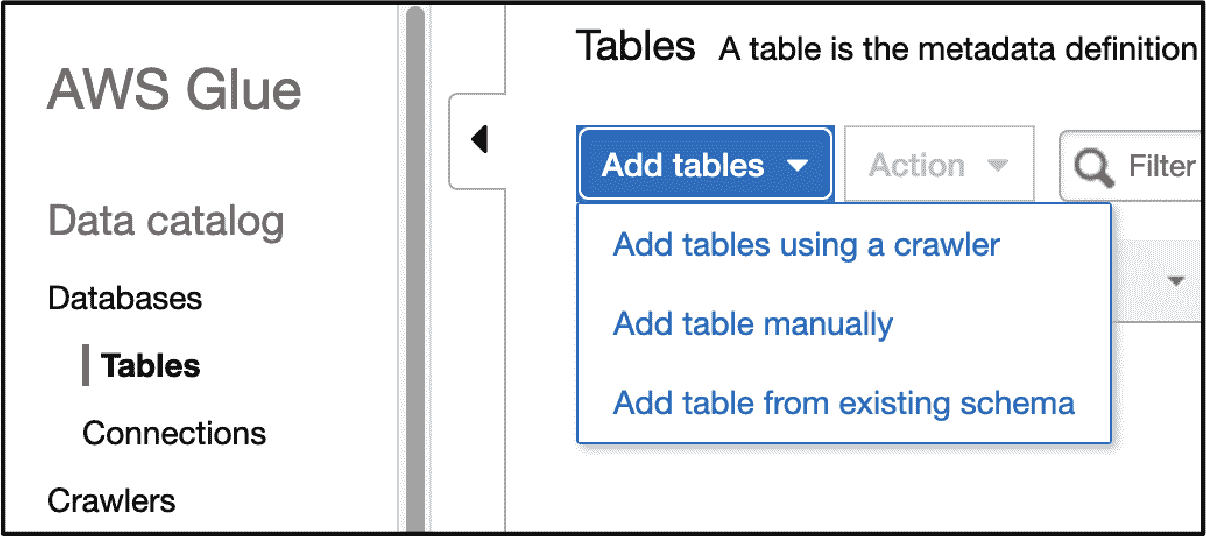 AWS Glue
Data catalog
Databases
Tables
Connections
Crawlers
Tables A table is the metadata definition
Add tables Action Filter
Add tables using a crawler
Add table manually
Add table from existing schema